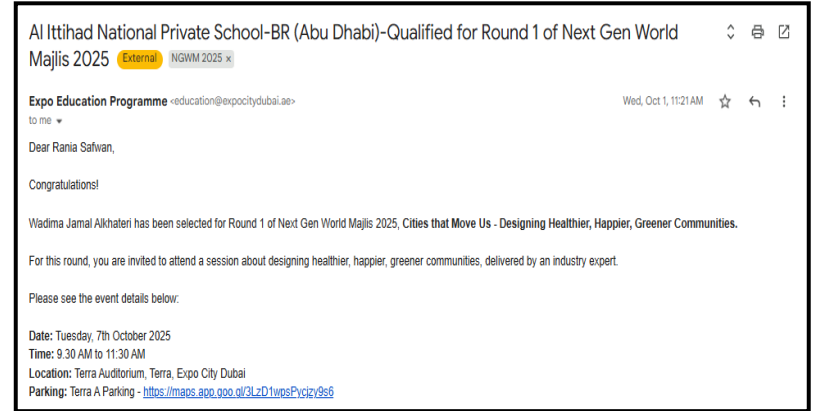 Al Ittihad National Private School-BR (Abu Dhabi)-Qualified for Round 1 of Next Gen World
Majlis 2025 External NGWM 2025 ×
Expo Education Programme <education@expocitydubai.ae> Wed, Oct 1, 11:21 AM
to me
Dear Rania Safwan,
Congratulations!
Wadima Jamal Alkhateri has been selected for Round 1 of Next Gen World Majlis 2025, Cities that Move Us - Designing Healthier, Happier, Greener Communities.
For this round, you are invited to attend a session about designing healthier, happier, greener communities, delivered by an industry expert.
Please see the event details below:
Date: Tuesday, 7th October 2025
Time: 9.30 AM to 11:30 AM
Location: Terra Auditorium, Terra, Expo City Dubai
Parking: Terra A Parking - https://maps.app.goo.gl/3LzD1wpsPycjzy9s6